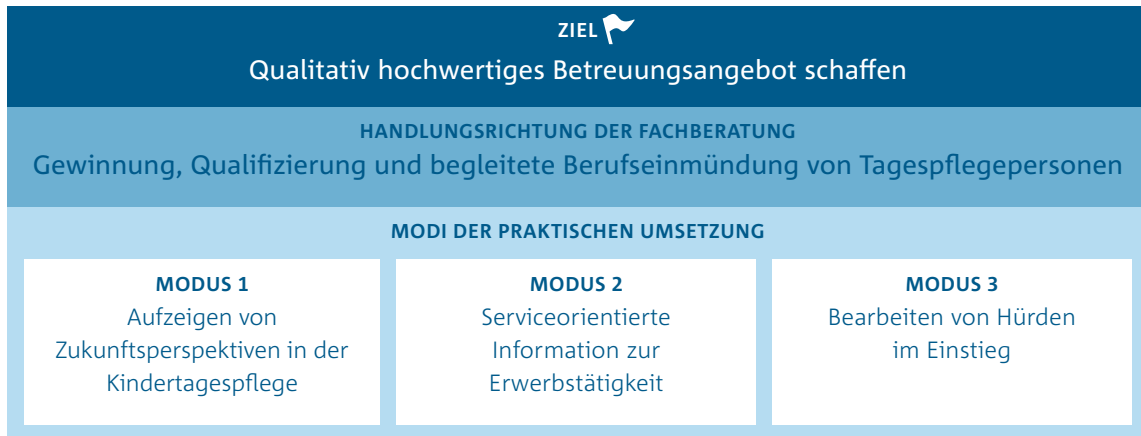 ZIEL
Qualitativ hochwertiges Betreuungsangebot schaffen
HANDLUNGSRICHTUNG DER FACHBERATUNG
Gewinnung, Qualifizierung und begleitete Berufseinmündung von Tagespflegepersonen
MODI DER PRAKTISCHEN UMSETZUNG
MODUS 1
Aufzeigen von
Zukunftsperspektiven in der
Kindertagespflege
MODUS 2
Serviceorientierte
Information zur
Erwerbstätigkeit
MODUS 3
Bearbeiten von Hürden
im Einstieg